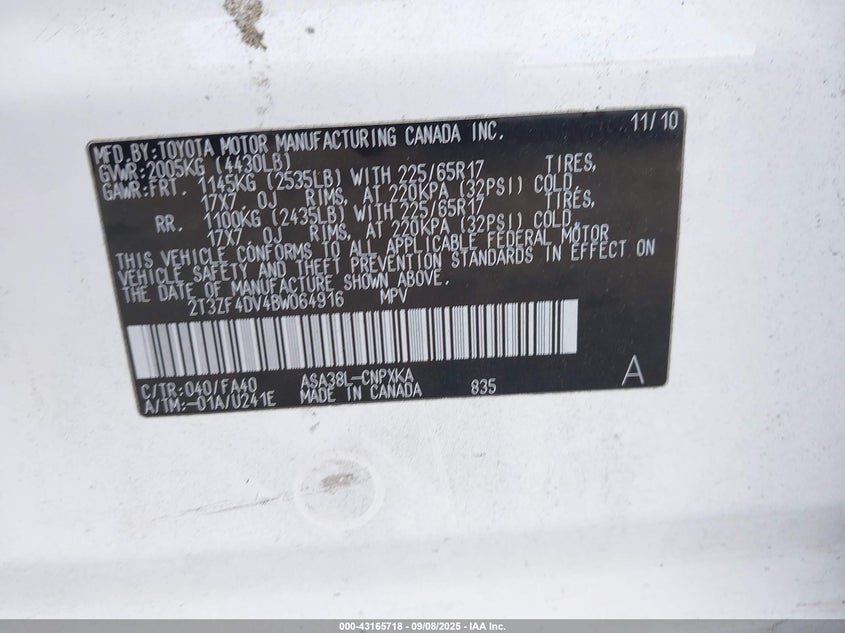 MFD.BY:TOYOTA MOTOR MANUFACTURING CANADA INC. 11/10
GVWR:2005KG (4430LB)
GAWR:FRT. 1145KG (2535LB) WITH 225/65R17 TIRES,
17X7.0J RIMS, AT 220KPA (32PSI) COLD,
RR. 1100KG (2435LB) WITH 225/65R17 TIRES,
17X7.0J RIMS, AT 220KPA (32PSI) COLD,
THIS VEHICLE CONFORMS TO ALL APPLICABLE FEDERAL MOTOR
VEHICLE SAFETY AND THEFT PREVENTION STANDARDS IN EFFECT ON
THE DATE OF MANUFACTURE SHOWN ABOVE.
2T3ZF4DV4BW064916 MPV
C/TR:040/FA40 ASA38L-CNPXKA
A/TM:-01A/U241E MADE IN CANADA 835 A
000-43165718 - 09/08/2025 - IAA Inc.